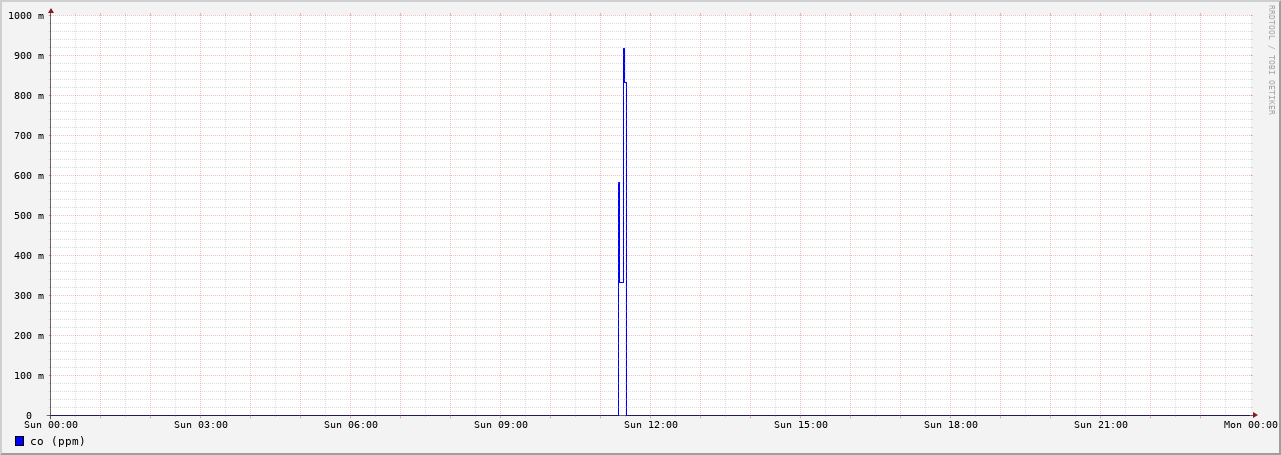 1000 m
900 m
800 m
700 m
600 m
500 m
400 m
300 m
200 m
100 m
0
Sun 00:00 Sun 03:00 Sun 06:00 Sun 09:00 Sun 12:00 Sun 15:00 Sun 18:00 Sun 21:00 Mon 00:00
co (ppm)
RRDTOOL / TOBI OETIKER